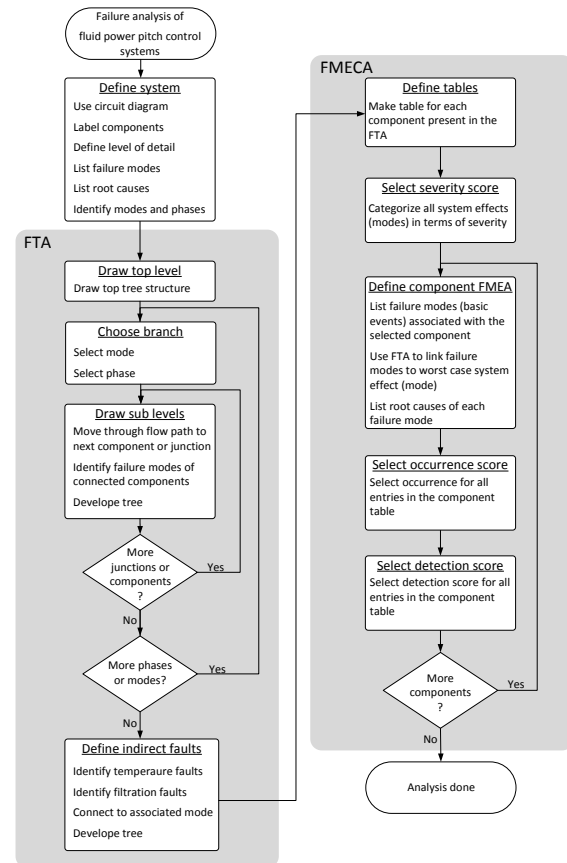 Failure analysis of
fluid power pitch control
systems
Define system
Use circuit diagram
Label components
Define level of detail
List failure modes
List root causes
Identify modes and phases
FTA
Draw top level
Draw top tree structure
Choose branch
Select mode
Select phase
Draw sub levels
Move through flow path to
next component or junction
Identify failure modes of
connected components
Develope tree
More
junctions or
components
?
Yes
No
More phases
or modes?
Yes
No
Define indirect faults
Identify temperaure faults
Identify filtration faults
Connect to associated mode
Develope tree
FMECA
Define tables
Make table for each
component present in the
FTA
Select severity score
Categorize all system effects
(modes) in terms of severity
Define component FMEA
List failure modes (basic
events) associated with the
selected component
Use FTA to link failure
modes to worst case system
effect (mode)
List root causes of each
failure mode
Select occurrence score
Select occurrence for all
entries in the component
table
Select detection score
Select detection score for all
entries in the component
table
More
components
?
Yes
No
Analysis done